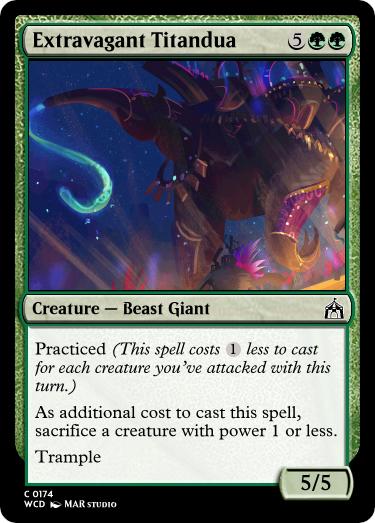 Extravagant Titandua 5
Creature — Beast Giant
Practiced (This spell costs 1 less to cast
for each creature you've attacked with this
turn.)
As additional cost to cast this spell,
sacrifice a creature with power 1 or less.
Trample
5/5
C 0174
WCD MAR STUDIO